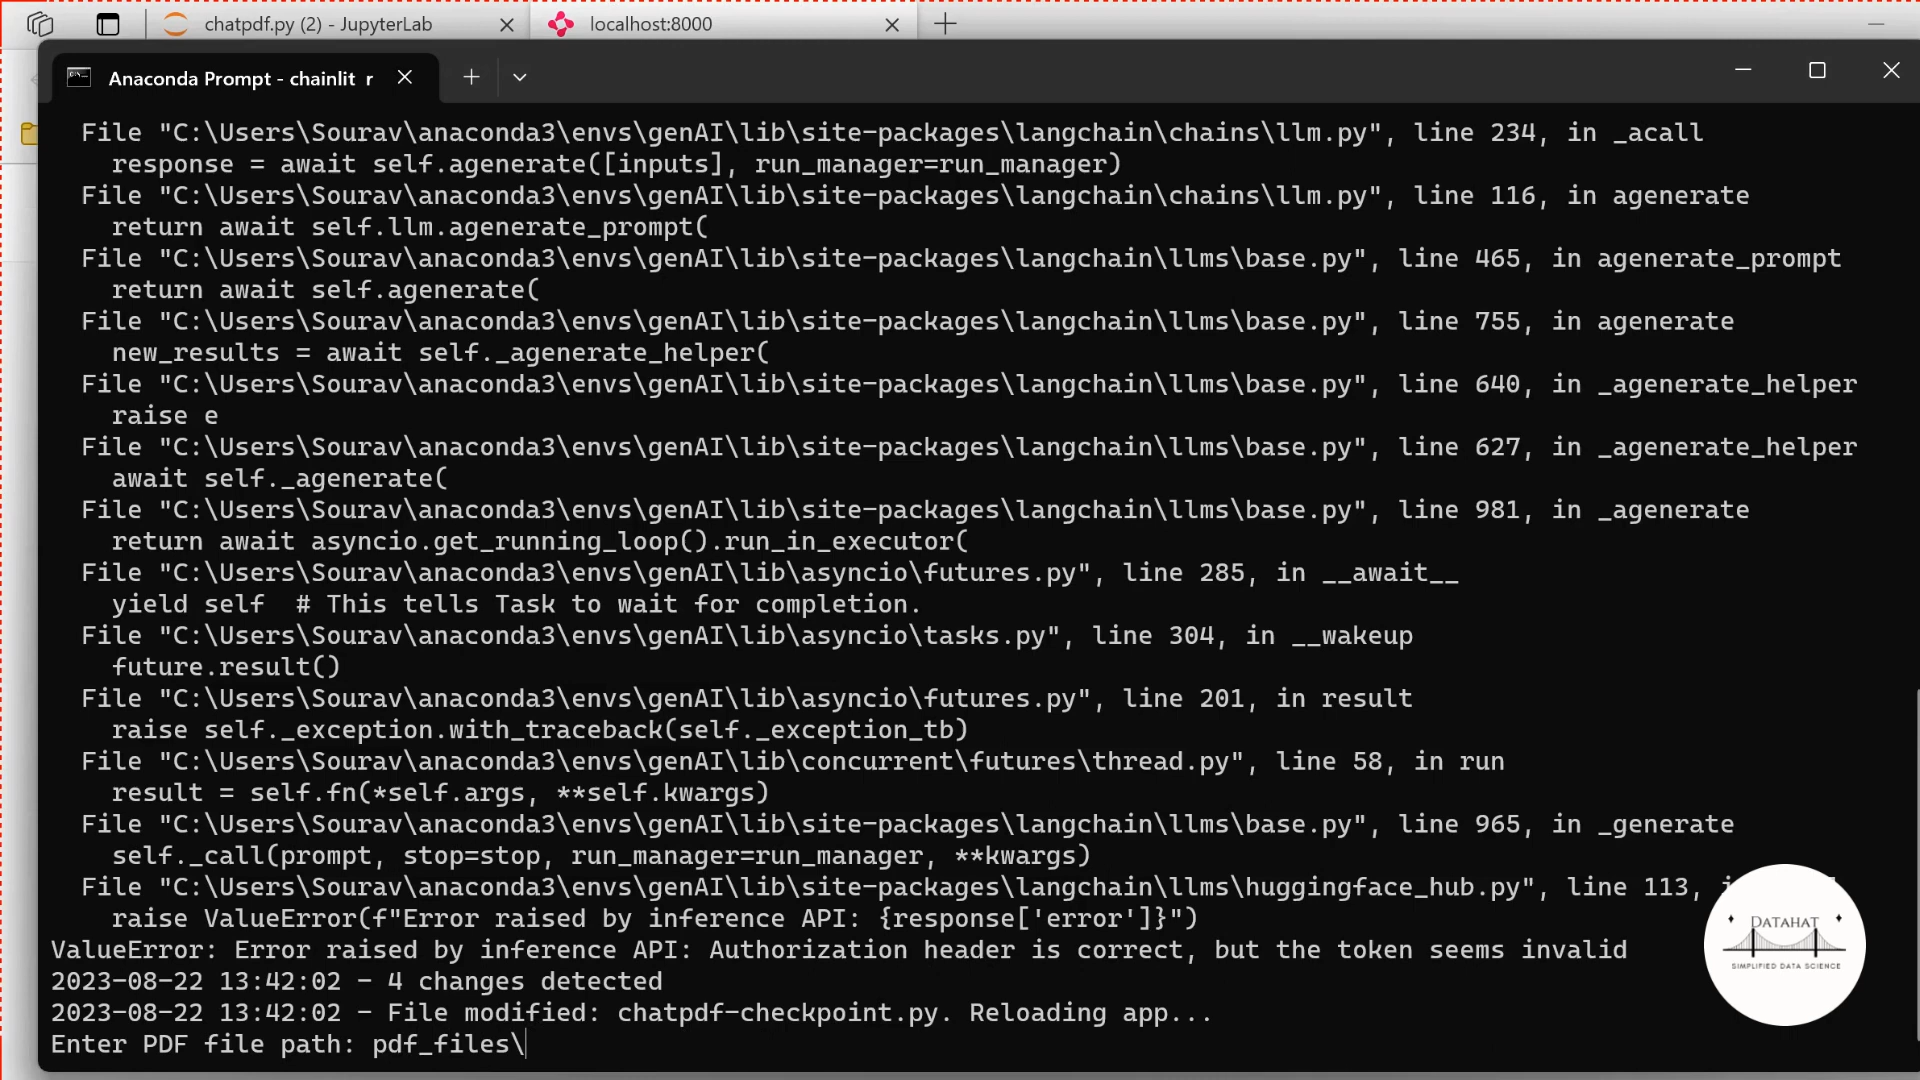 chatpdf.py (2) - JupyterLab
localhost:8000
Anaconda Prompt - chainlit r
File "C:\Users\Sourav\anaconda3\envs\genAI\lib\site-packages\langchain\chains\llm.py", line 234, in _acall
response = await self.agenerate([inputs], run_manager=run_manager)
File "C:\Users\Sourav\anaconda3\envs\genAI\lib\site-packages\langchain\chains\llm.py", line 116, in agenerate
return await self.llm.agenerate_prompt(
File "C:\Users\Sourav\anaconda3\envs\genAI\lib\site-packages\langchain\llms\base.py", line 465, in agenerate_prompt
return await self.agenerate(
File "C:\Users\Sourav\anaconda3\envs\genAI\lib\site-packages\langchain\llms\base.py", line 755, in agenerate
new_results = await self._agenerate_helper(
File "C:\Users\Sourav\anaconda3\envs\genAI\lib\site-packages\langchain\llms\base.py", line 640, in _agenerate_helper
raise e
File "C:\Users\Sourav\anaconda3\envs\genAI\lib\site-packages\langchain\llms\base.py", line 627, in _agenerate_helper
await self._agenerate(
File "C:\Users\Sourav\anaconda3\envs\genAI\lib\site-packages\langchain\llms\base.py", line 981, in _agenerate
return await asyncio.get_running_loop().run_in_executor(
File "C:\Users\Sourav\anaconda3\envs\genAI\lib\asyncio\futures.py", line 285, in __await__
yield self  # This tells Task to wait for completion.
File "C:\Users\Sourav\anaconda3\envs\genAI\lib\asyncio\tasks.py", line 304, in __wakeup
future.result()
File "C:\Users\Sourav\anaconda3\envs\genAI\lib\asyncio\futures.py", line 201, in result
raise self._exception.with_traceback(self._exception_tb)
File "C:\Users\Sourav\anaconda3\envs\genAI\lib\concurrent\futures\thread.py", line 58, in run
result = self.fn(*self.args, **self.kwargs)
File "C:\Users\Sourav\anaconda3\envs\genAI\lib\site-packages\langchain\llms\base.py", line 965, in _generate
self._call(prompt, stop=stop, run_manager=run_manager, **kwargs)
File "C:\Users\Sourav\anaconda3\envs\genAI\lib\site-packages\langchain\llms\huggingface_hub.py", line 113,
raise ValueError(f"Error raised by inference API: {response['error']}")
ValueError: Error raised by inference API: Authorization header is correct, but the token seems invalid
2023-08-22 13:42:02 - 4 changes detected
2023-08-22 13:42:02 - File modified: chatpdf-checkpoint.py. Reloading app...
Enter PDF file path: pdf_files\
DATAHAT
SIMPLIFIED DATA SCIENCE